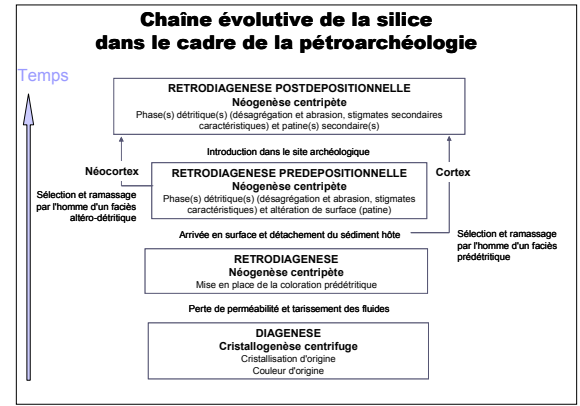 Chaîne évolutive de la silice
dans le cadre de la pétroarchéologie
Temps
RETRODIAGENESE POSTDEPOSITIONNELLE
Néogenèse centripète
Phase(s) détritique(s) (désagrégation et abrasion, stigmates secondaires
caractéristiques) et patine(s) secondaire(s)
Introduction dans le site archéologique
Néocortex
Sélection et ramassage
par l'homme d'un faciès
altéro-détritique
RETRODIAGENESE PREDEPOSITIONNELLE
Néogenèse centripète
Phase(s) détritique(s) (désagrégation et abrasion, stigmates
caractéristiques) et altération de surface (patine)
Cortex
Sélection et ramassage
par l'homme d'un faciès
prédétritique
Arrivée en surface et détachement du sédiment hôte
RETRODIAGENESE
Néogenèse centripète
Mise en place de la coloration prédétritique
Perte de perméabilité et tarissement des fluides
DIAGENESE
Cristallogenèse centrifuge
Cristallisation d'origine
Couleur d'origine